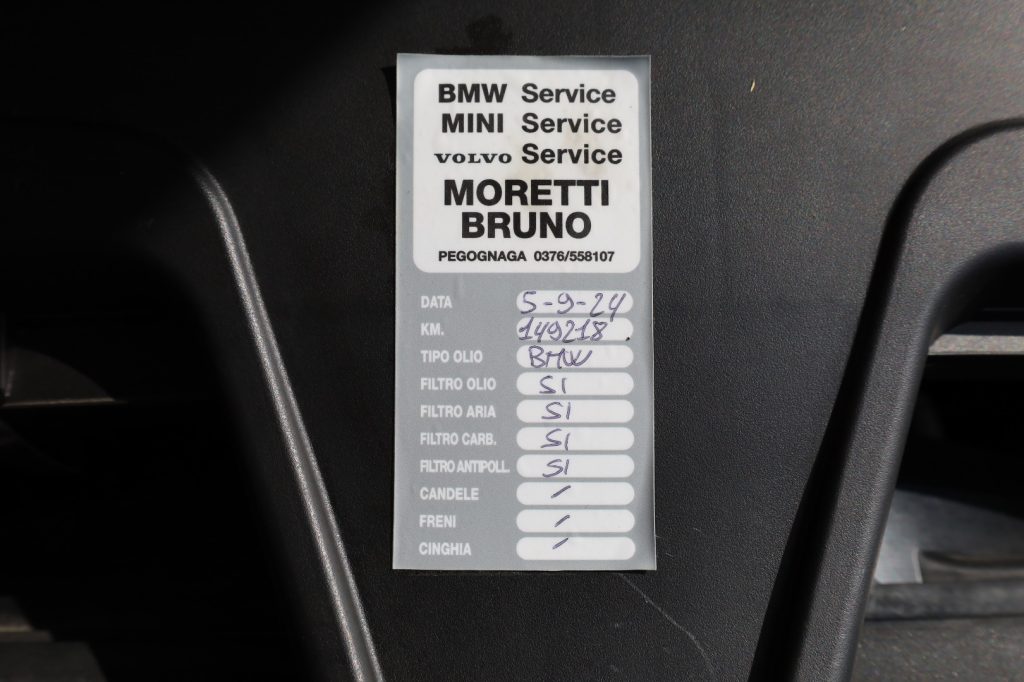 BMW Service
MINI Service
VOLVO Service
MORETTI
BRUNO
PEGOGNAGA 0376/558107
DATA 5-9-24
KM. 149218.
TIPO OLIO BMW
FILTRO OLIO SI
FILTRO ARIA SI
FILTRO CARB. SI
FILTRO ANTIPOLL. SI
CANDELE /
FRENI /
CINGHIA /